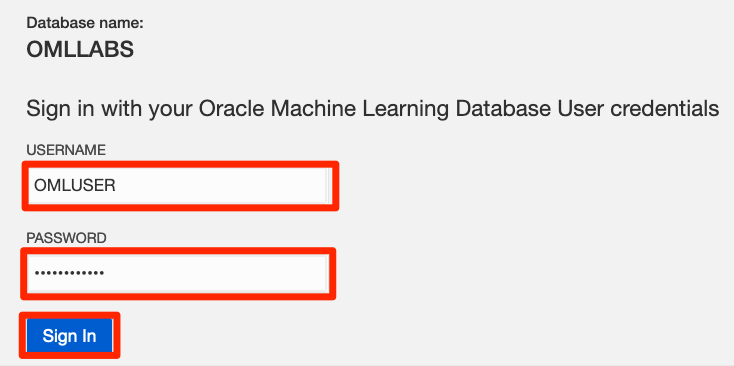 Database name:
OMLLABS
Sign in with your Oracle Machine Learning Database User credentials
USERNAME
OMLUSER
PASSWORD
••••••••••••
Sign In